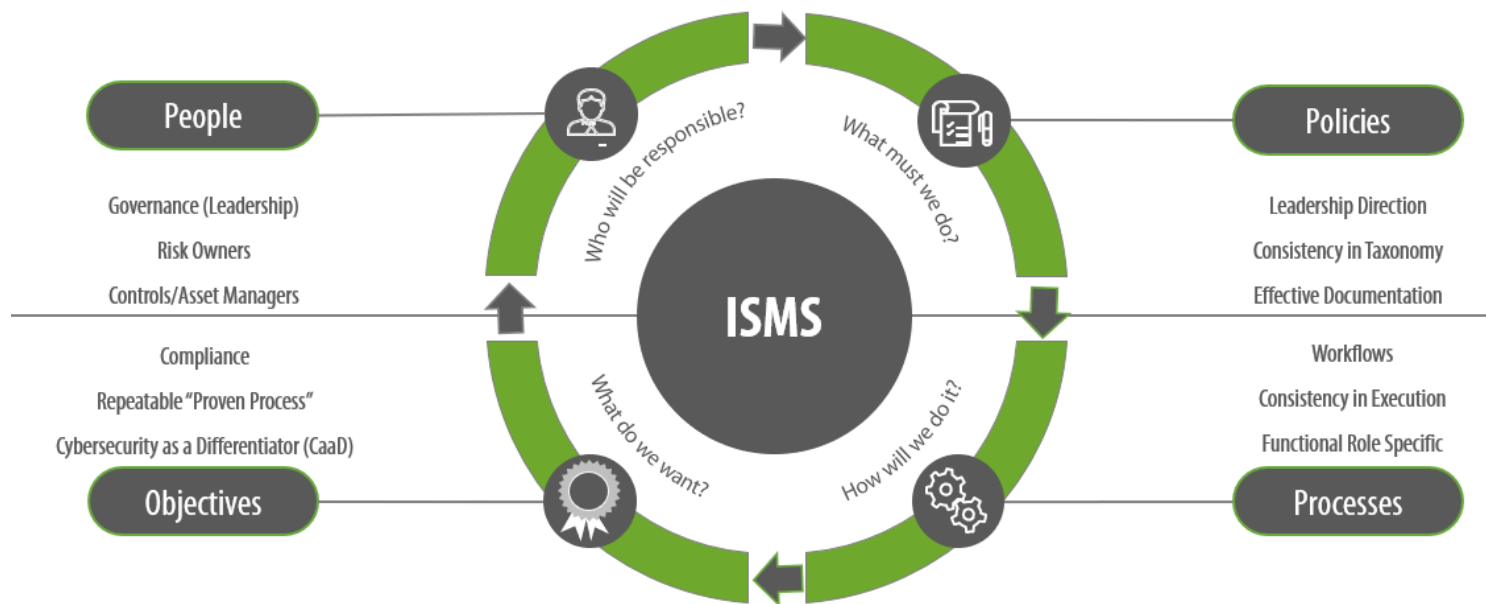 People
Governance (Leadership)
Risk Owners
Controls/Asset Managers
Who will be responsible?
What must we do?
Policies
Leadership Direction
Consistency in Taxonomy
Effective Documentation
ISMS
Compliance
Repeatable “Proven Process”
Cybersecurity as a Differentiator (CaaD)
Objectives
What do we want?
How will we do it?
Workflows
Consistency in Execution
Functional Role Specific
Processes